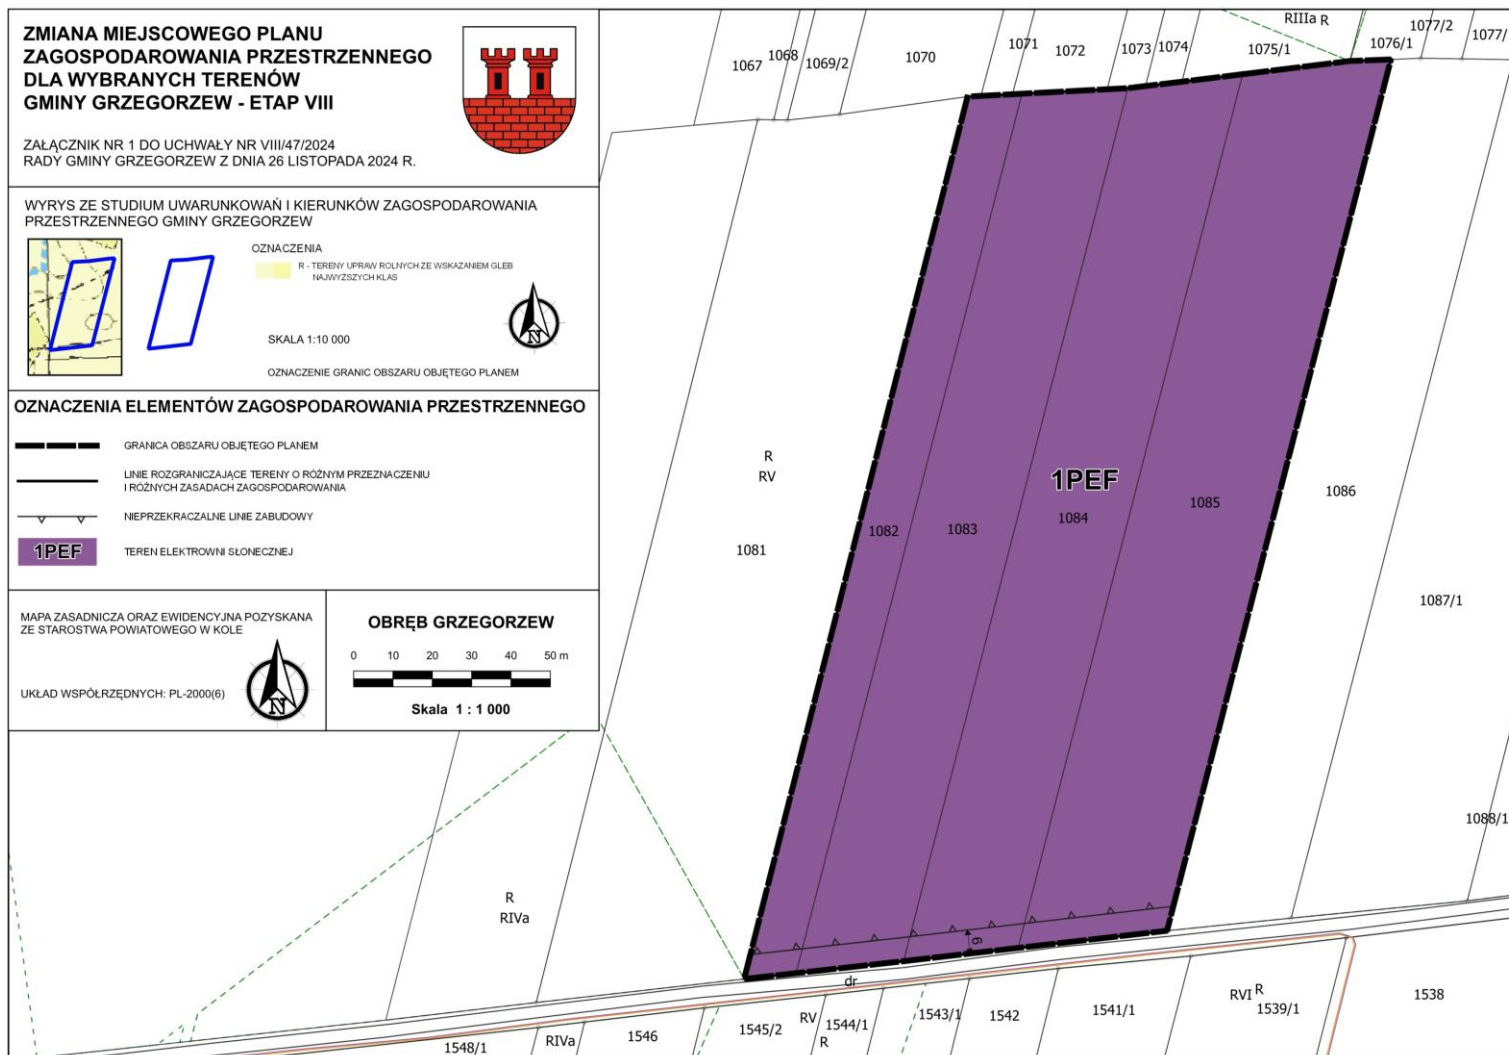 ZMIANA MIEJSCOWEGO PLANU
ZAGOSPODAROWANIA PRZESTRZENNEGO
DLA WYBRANYCH TERENÓW
GMINY GRZEGORZEW - ETAP VIII
ZAŁĄCZNIK NR 1 DO UCHWAŁY NR VIII/47/2024
RADY GMINY GRZEGORZEW Z DNIA 26 LISTOPADA 2024 R.
WYRYS ZE STUDIUM UWARUNKOWAŃ I KIERUNKÓW ZAGOSPODAROWANIA
PRZESTRZENNEGO GMINY GRZEGORZEW
OZNACZENIA
R - TERENY UPRAW ROLNYCH ZE WSKAZANIEM GLEB
NAJWYŻSZYCH KLAS
SKALA 1:10 000
N
OZNACZENIE GRANIC OBSZARU OBJĘTEGO PLANEM
OZNACZENIA ELEMENTÓW ZAGOSPODAROWANIA PRZESTRZENNEGO
GRANICA OBSZARU OBJĘTEGO PLANEM
LINIE ROZGRANICZAJĄCE TERENY O RÓŻNYM PRZEZNACZENIU
I RÓŻNYCH ZASADACH ZAGOSPODAROWANIA
NIEPRZEKRACZALNE LINIE ZABUDOWY
1PEF
TEREN ELEKTROWNI SŁONECZNEJ
MAPA ZASADNICZA ORAZ EWIDENCYJNA POZYSKANA
ZE STAROSTWA POWIATOWEGO W KOLE
UKŁAD WSPÓŁRZĘDNYCH: PL-2000(6)
N
OBRĘB GRZEGORZEW
0 10 20 30 40 50 m
Skala 1 : 1 000
RIIIa R
1067
1068
1069/2
1070
1071
1072
1073
1074
1075/1
1076/1
1077/2
1077/
R
RV
1081
1082
1083
1PEF
1084
1085
1086
1087/1
1088/1
R
RIVa
6
dr
1548/1
RIVa
1546
1545/2
RV
R
1544/1
1543/1
1542
1541/1
RVI R
1539/1
1538